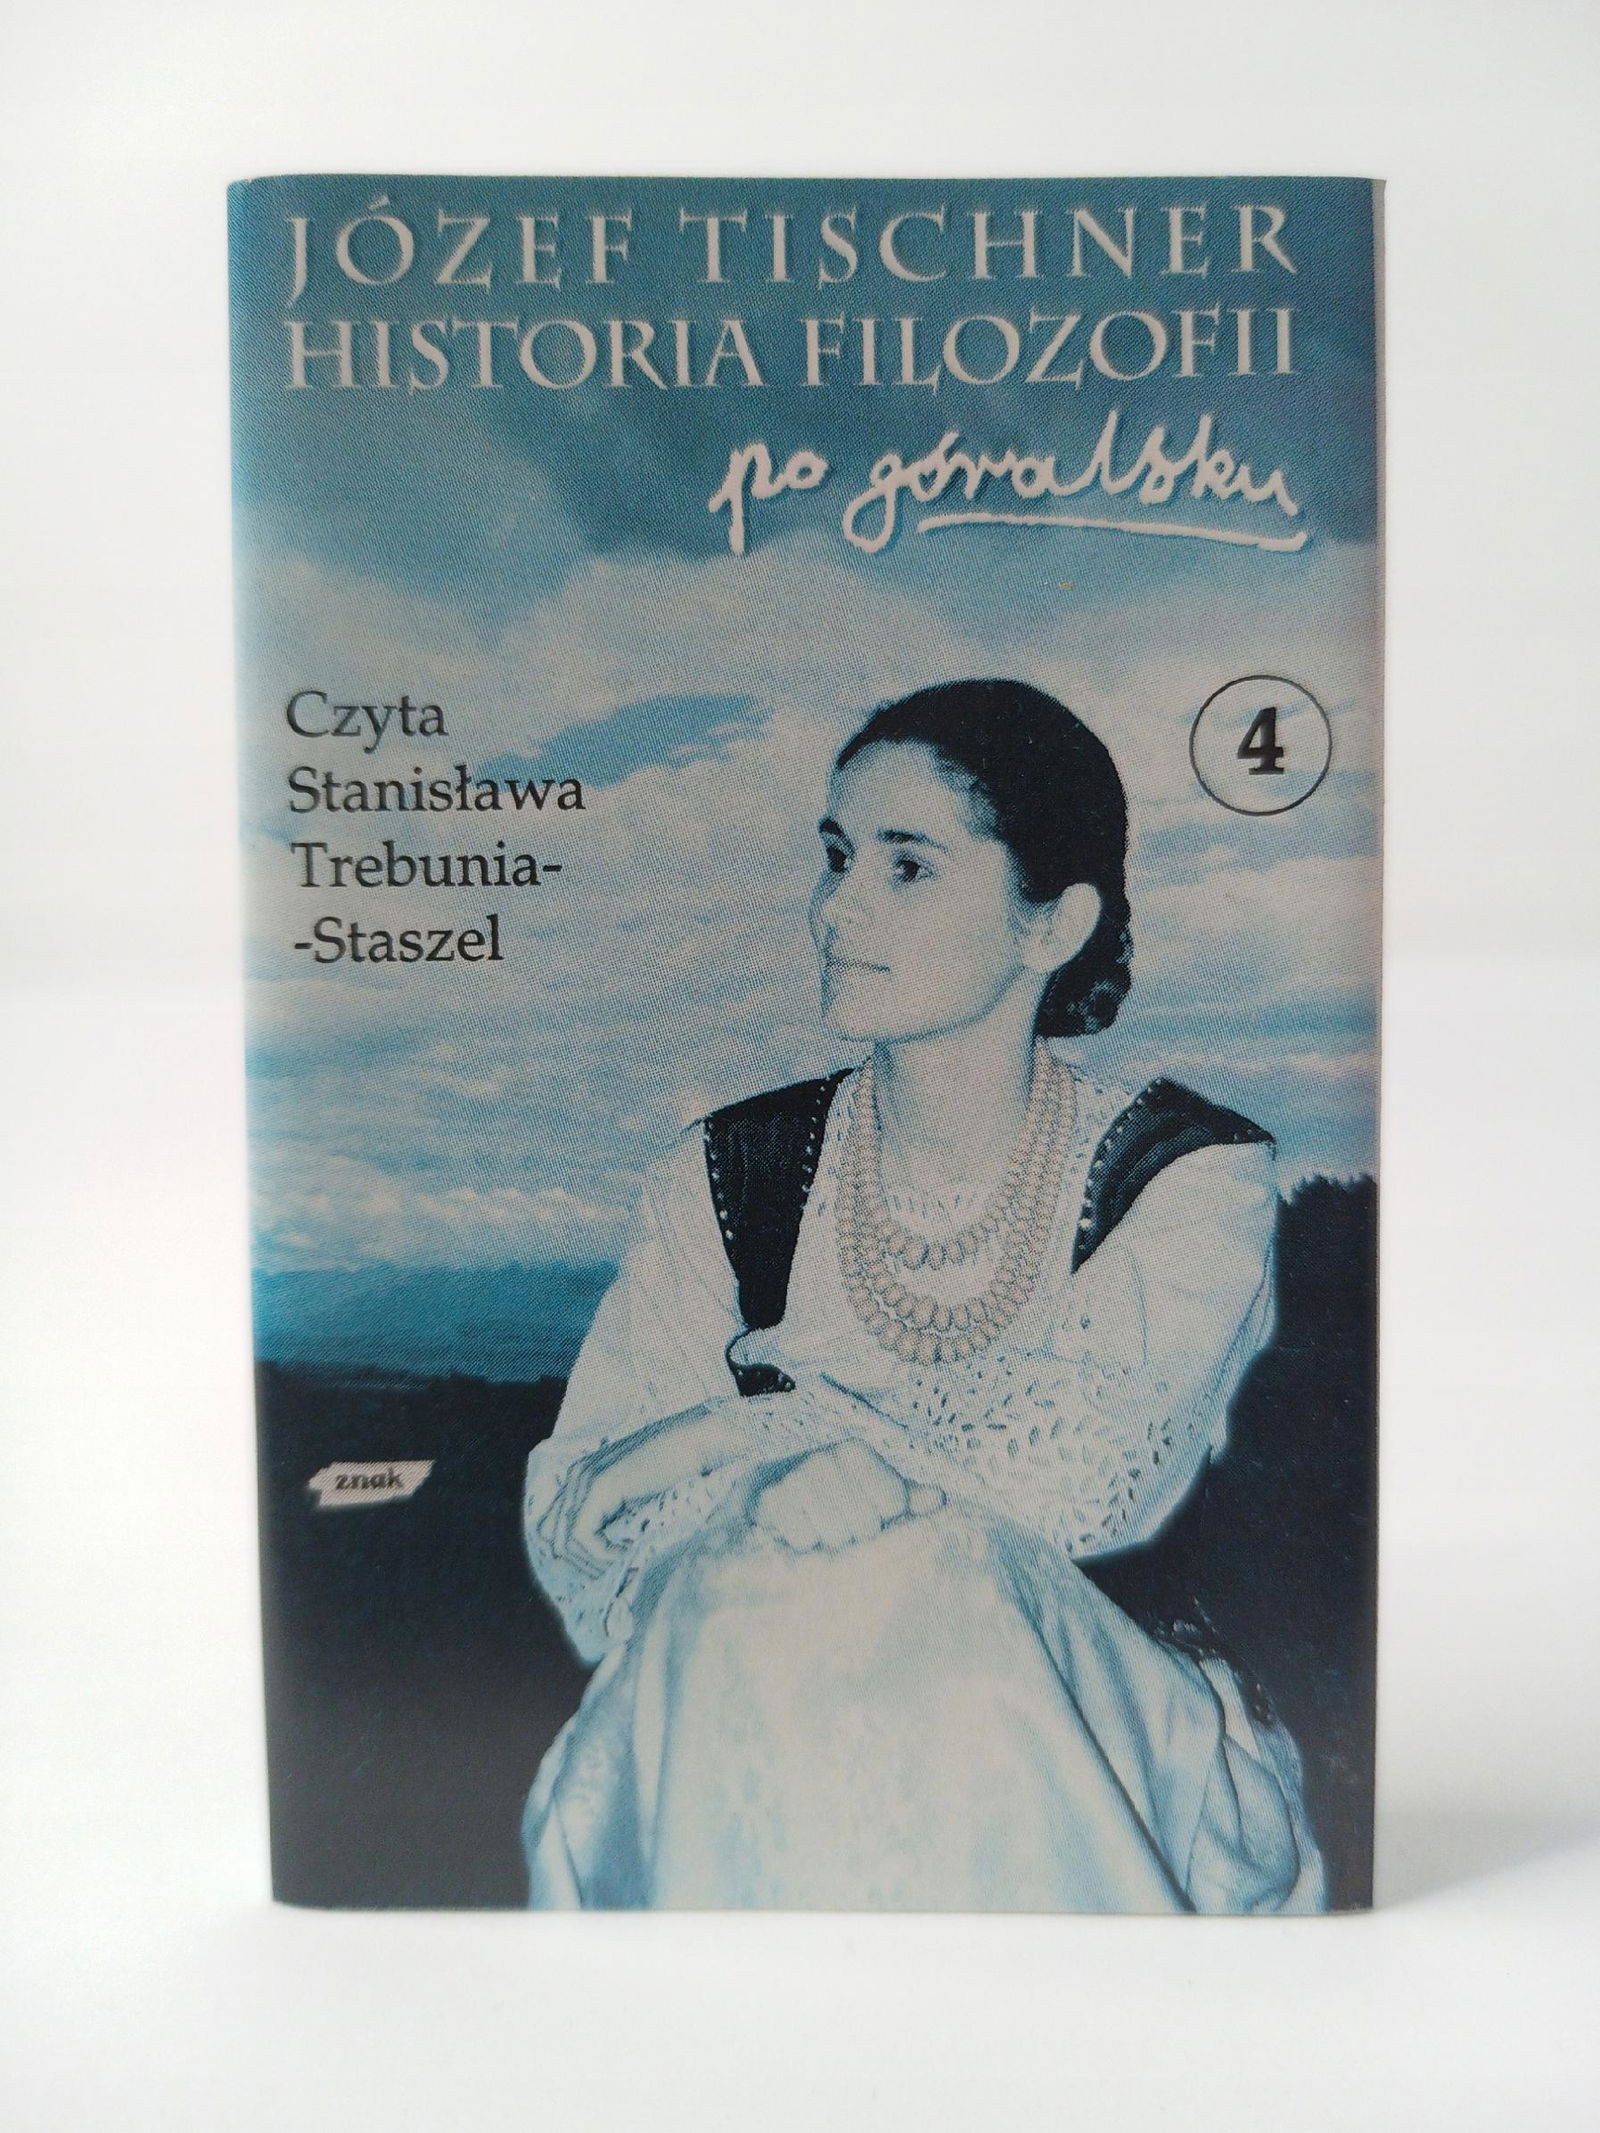 JÓZEF TISCHNER
HISTORIA FILOZOFII
po góralsku
Czyta
Stanisława
Trebunia-
-Staszel
4
znak